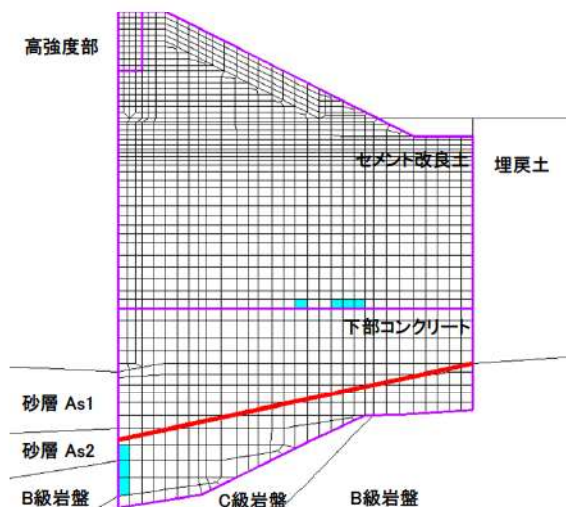 高強度部
セメント改良土
埋戻土
下部コンクリート
砂層 As1
砂層 As2
B級岩盤
C級岩盤
B級岩盤